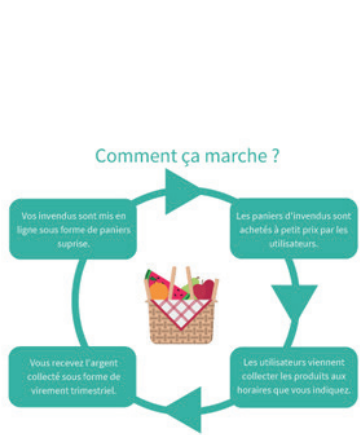 Comment ça marche ?
Vos invendus sont mis en
ligne sous forme de paniers
suprise.
Les paniers d'invendus sont
achetés à petit prix par les
utilisateurs.
Les utilisateurs viennent
collecter les produits aux
horaires que vous indiquez.
Vous recevez l'argent
collecté sous forme de
virement trimestriel.